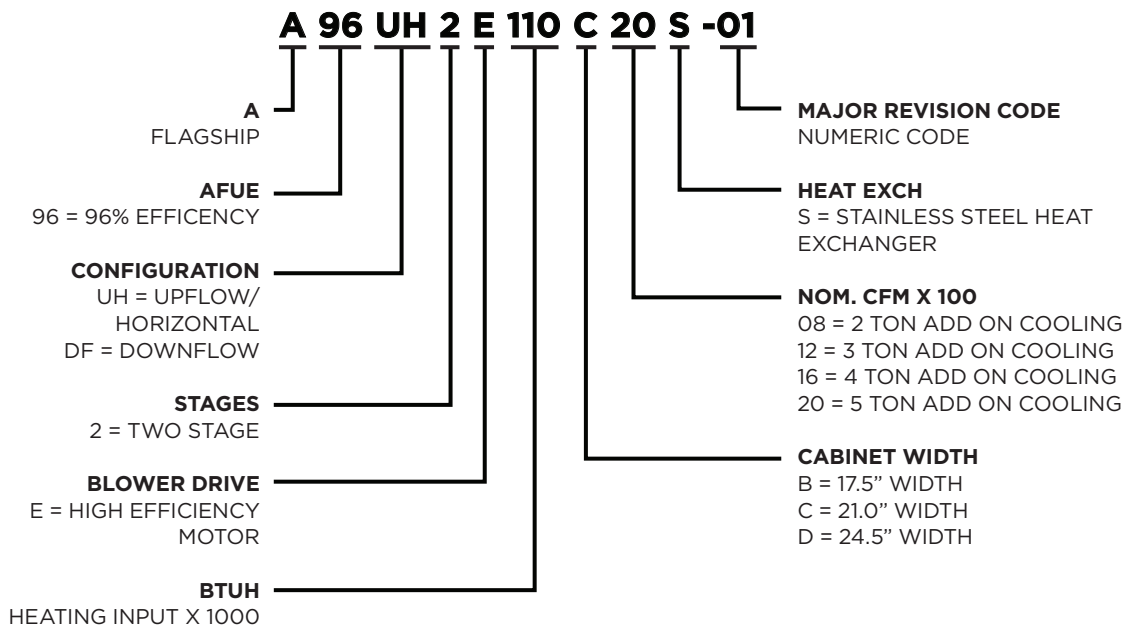 A 96 UH 2 E 110 C 20 S -01
A
FLAGSHIP
AFUE
96 = 96% EFFICENCY
CONFIGURATION
UH = UPFLOW/
HORIZONTAL
DF = DOWNFLOW
STAGES
2 = TWO STAGE
BLOWER DRIVE
E = HIGH EFFICIENCY
MOTOR
BTUH
HEATING INPUT X 1000
MAJOR REVISION CODE
NUMERIC CODE
HEAT EXCH
S = STAINLESS STEEL HEAT
EXCHANGER
NOM. CFM X 100
08 = 2 TON ADD ON COOLING
12 = 3 TON ADD ON COOLING
16 = 4 TON ADD ON COOLING
20 = 5 TON ADD ON COOLING
CABINET WIDTH
B = 17.5” WIDTH
C = 21.0” WIDTH
D = 24.5” WIDTH